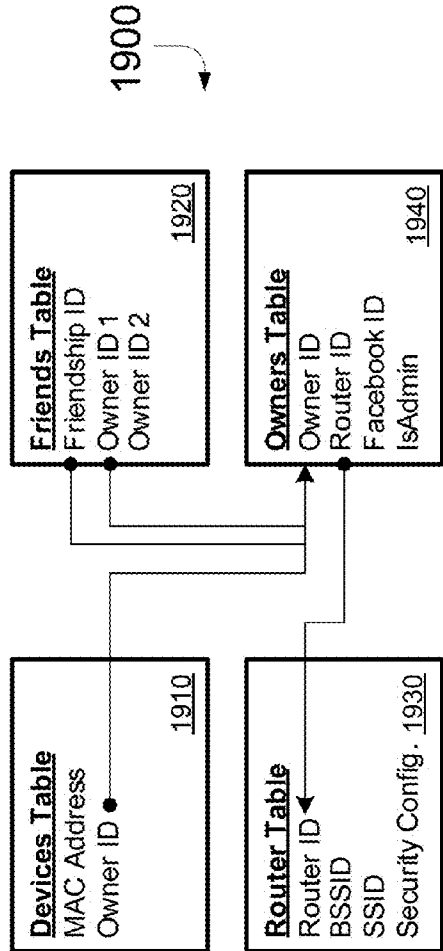 1900
Devices Table
MAC Address
Owner ID
1910
Friends Table
Friendship ID
Owner ID 1
Owner ID 2
1920
Router Table
Router ID
BSSID
SSID
Security Config. 1930
Owners Table
Owner ID
Router ID
Facebook ID
IsAdmin
1940